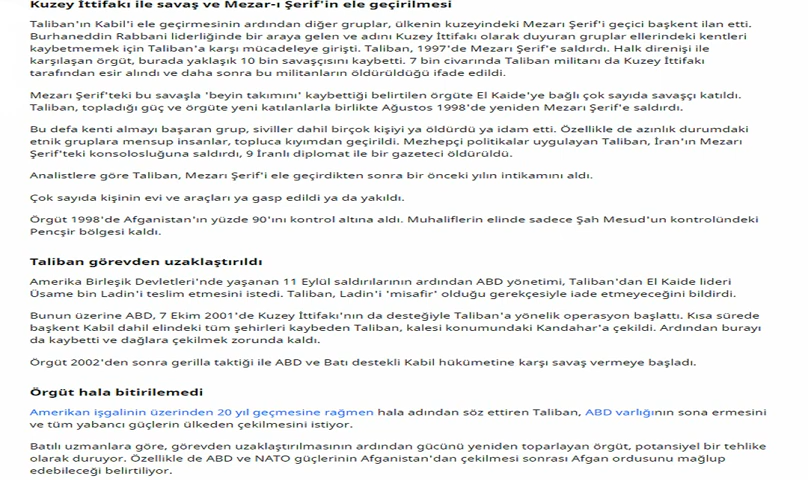 Kuzey İttifakı ile savaş ve Mezar-ı Şerif'in ele geçirilmesi
Taliban'ın Kabil'i ele geçirmesinin ardından diğer gruplar, ülkenin kuzeyindeki Mezarı Şerif'i geçici başkent ilan etti.
Burhaneddin Rabbani liderliğinde bir araya gelen ve adını Kuzey İttifakı olarak duyuran gruplar ellerindeki kentleri
kaybetmemek için Taliban'a karşı mücadeleye girişti. Taliban, 1997'de Mezarı Şerif'e saldırdı. Halk direnişi ile
karşılaşan örgüt, burada yaklaşık 10 bin savaşçısını kaybetti. 7 bin civarında Taliban militanı da Kuzey İttifakı
tarafından esir alındı ve daha sonra bu militanların öldürüldüğü ifade edildi.
Mezarı Şerif'teki bu savaşla 'beyin takımını' kaybettiği belirtilen örgüte El Kaide'ye bağlı çok sayıda savaşçı katıldı.
Taliban, topladığı güç ve örgüte yeni katılanlarla birlikte Ağustos 1998'de yeniden Mezarı Şerif'e saldırdı.
Bu defa kenti almayı başaran grup, siviller dahil birçok kişiyi ya öldürdü ya idam etti. Özellikle de azınlık durumdaki
etnik gruplara mensup insanlar, topluca kıyımdan geçirildi. Mezhepçi politikalar uygulayan Taliban, İran'ın Mezarı
Şerif'teki konsolosluğuna saldırdı, 9 İranlı diplomat ile bir gazeteci öldürüldü.
Analistlere göre Taliban, Mezarı Şerif'i ele geçirdikten sonra bir önceki yılın intikamını aldı.
Çok sayıda kişinin evi ve araçları ya gasp edildi ya da yakıldı.
Örgüt 1998'de Afganistan'ın yüzde 90'ını kontrol altına aldı. Muhaliflerin elinde sadece Şah Mesud'un kontrolündeki
Pencşir bölgesi kaldı.
Taliban görevden uzaklaştırıldı
Amerika Birleşik Devletleri'nde yaşanan 11 Eylül saldırılarının ardından ABD yönetimi, Taliban'dan El Kaide lideri
Üsame bin Ladin'i teslim etmesini istedi. Taliban, Ladin'i 'misafir' olduğu gerekçesiyle iade etmeyeceğini bildirdi.
Bunun üzerine ABD, 7 Ekim 2001'de Kuzey İttifakı'nın da desteğiyle Taliban'a yönelik operasyon başlattı. Kısa sürede
başkent Kabil dahil elindeki tüm şehirleri kaybeden Taliban, kalesi konumundaki Kandahar'a çekildi. Ardından burayı
da kaybetti ve dağlara çekilmek zorunda kaldı.
Örgüt 2002'den sonra gerilla taktiği ile ABD ve Batı destekli Kabil hükümetine karşı savaş vermeye başladı.
Örgüt hala bitirilemedi
Amerikan işgalinin üzerinden 20 yıl geçmesine rağmen hala adından söz ettiren Taliban, ABD varlığının sona ermesini
ve tüm yabancı güçlerin ülkeden çekilmesini istiyor.
Batılı uzmanlara göre, görevden uzaklaştırılmasının ardından gücünü yeniden toparlayan örgüt, potansiyel bir tehlike
olarak duruyor. Özellikle de ABD ve NATO güçlerinin Afganistan'dan çekilmesi sonrası Afgan ordusunu mağlup
edebileceği belirtiliyor.